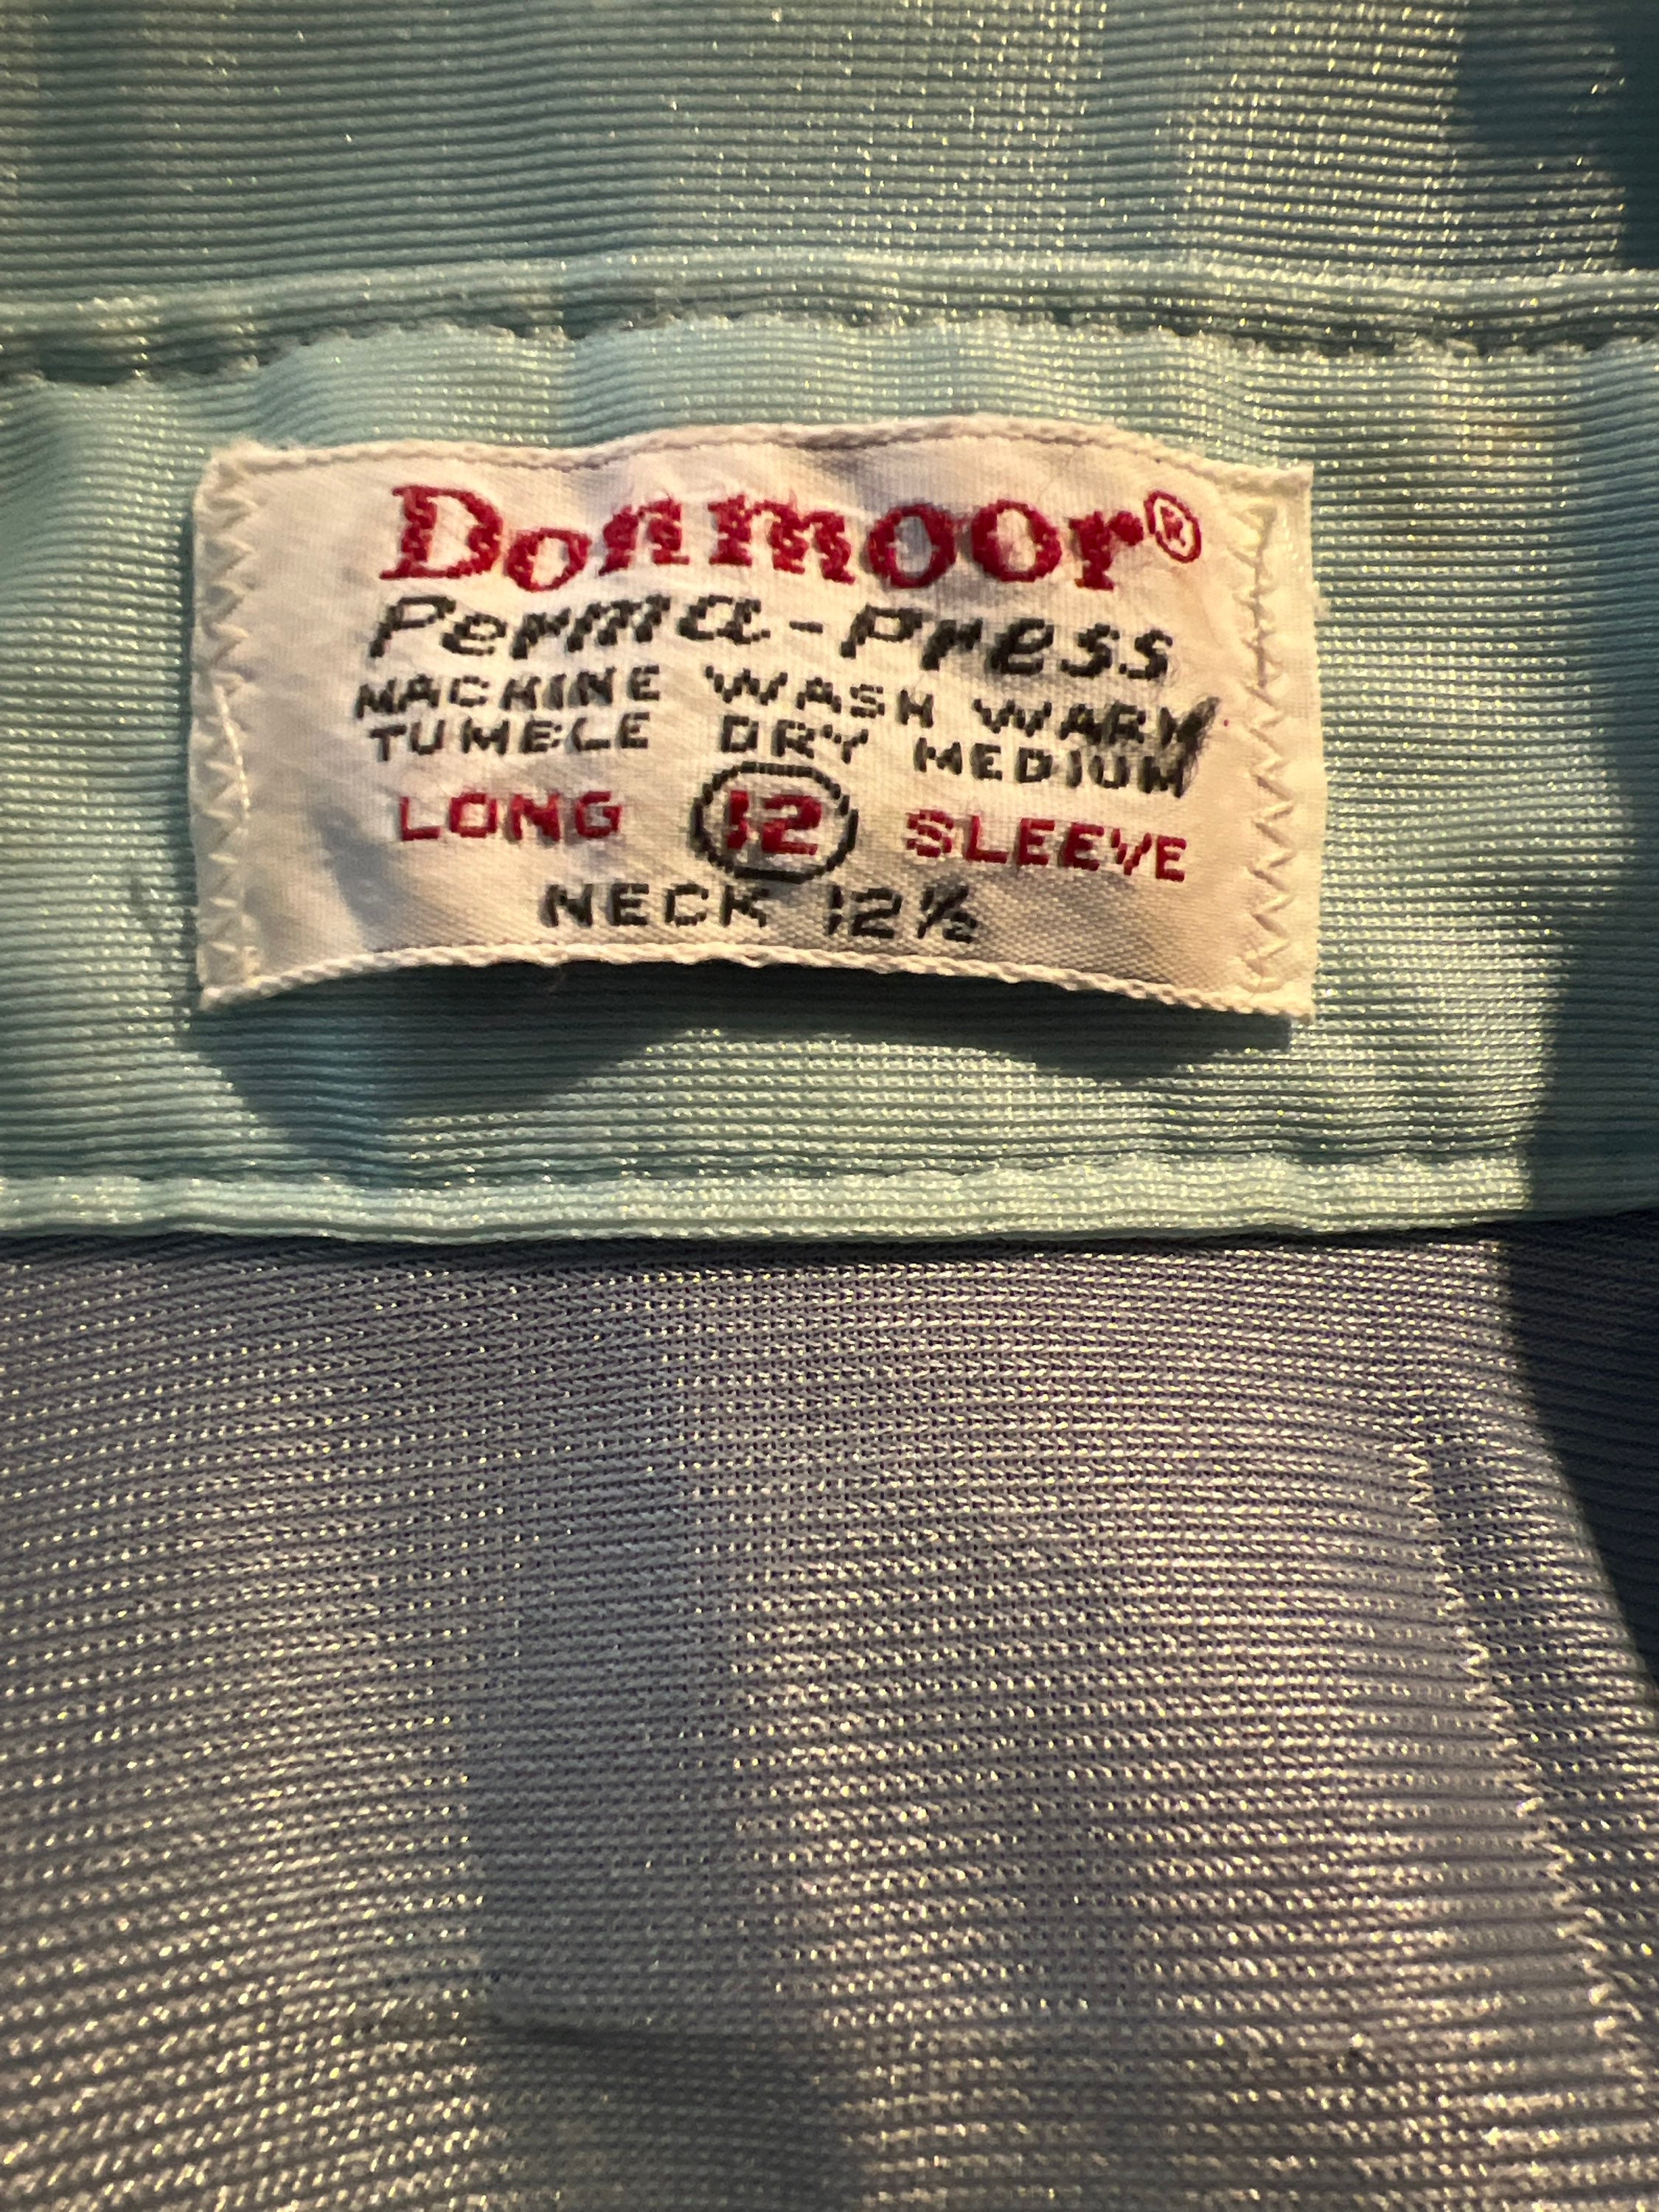 Donmoor®
Perma-press
MACHINE WASH WARM
TUMBLE DRY MEDIUM
LONG 12 SLEEVE
NECK 12½